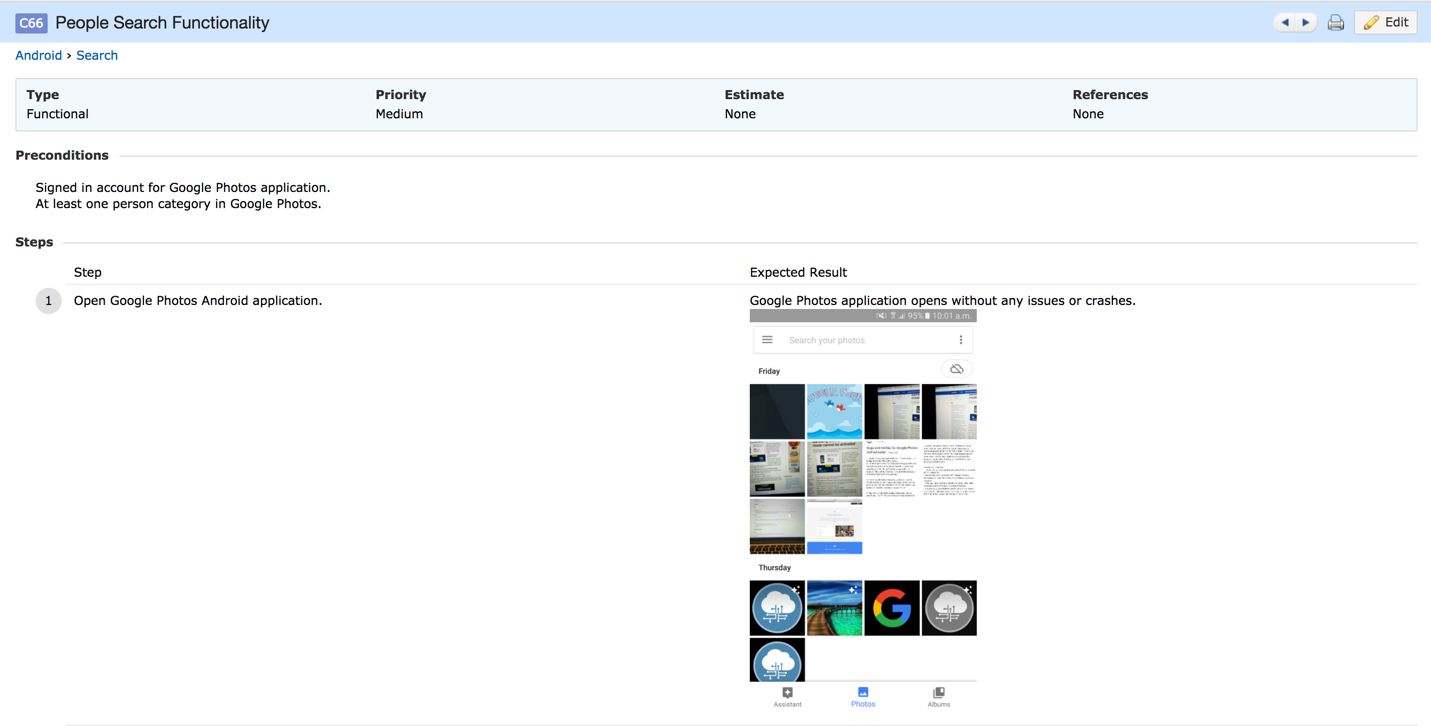 C66 People Search Functionality
Edit
Android › Search
Type Priority Estimate References
Functional Medium None None
Preconditions
Signed in account for Google Photos application.
At least one person category in Google Photos.
Steps
Step Expected Result
1 Open Google Photos Android application. Google Photos application opens without any issues or crashes.
95% 10:01 a.m.
Search your photos
Friday
Thursday
Assistant Photos Albums